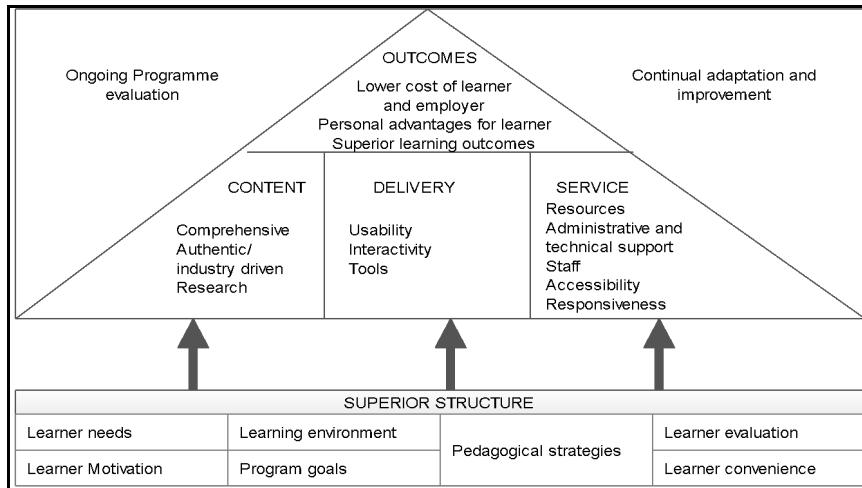 Ongoing Programme
evaluation
OUTCOMES
Lower cost of learner
and employer
Personal advantages for learner
Superior learning outcomes
Continual adaptation and
improvement
CONTENT
Comprehensive
Authentic/
industry driven
Research
DELIVERY
Usability
Interactivity
Tools
SERVICE
Resources
Administrative and
technical support
Staff
Accessibility
Responsiveness
SUPERIOR STRUCTURE
Learner needs
Learning environment
Pedagogical strategies
Learner evaluation
Learner Motivation
Program goals
Learner convenience